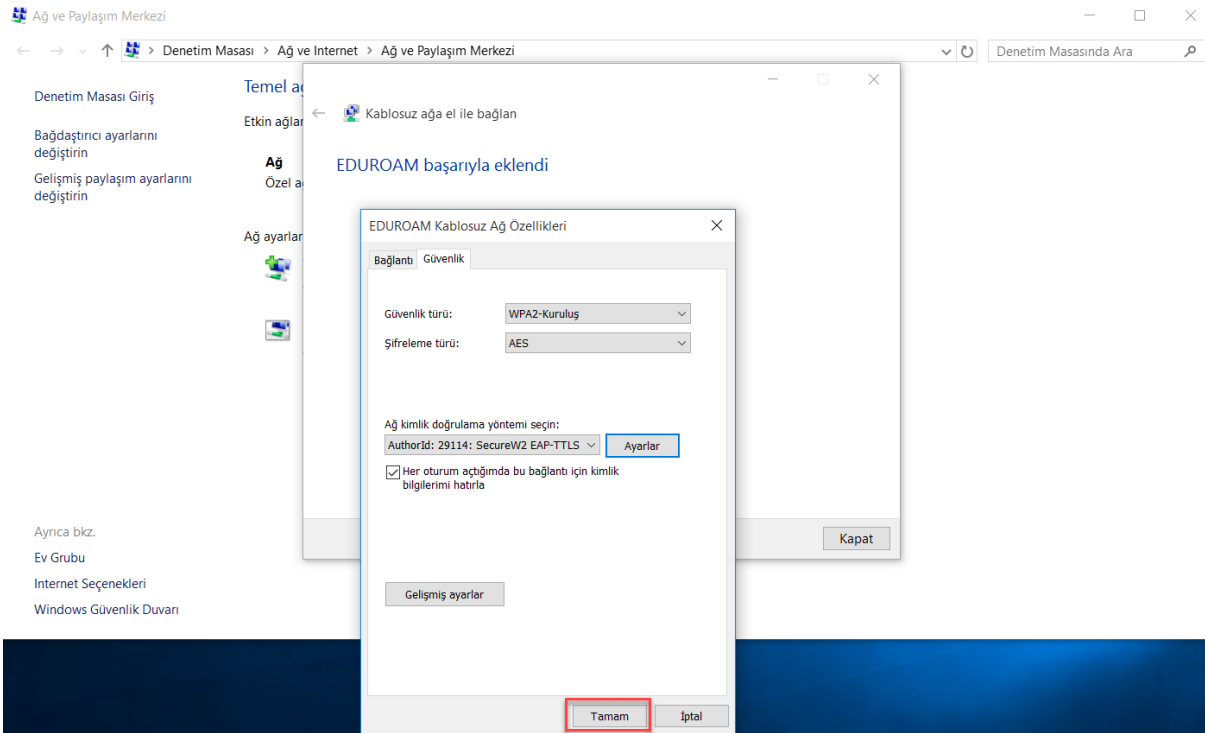 Ağ ve Paylaşım Merkezi
Denetim Masası > Ağ ve Internet > Ağ ve Paylaşım Merkezi
Denetim Masasında Ara
Denetim Masası Giriş
Bağdaştırıcı ayarlarını
değiştirin
Gelişmiş paylaşım ayarlarını
değiştirin
Temel
Etkin ağlar
Ağ
Özel
Ağ ayarlar
Kablosuz ağa el ile bağlan
EDUROAM başarıyla eklendi
EDUROAM Kablosuz Ağ Özellikleri
Bağlantı Güvenlik
Güvenlik türü: WPA2-Kuruluş
Şifreleme türü: AES
Ağ kimlik doğrulama yöntemi seçin:
AuthorId: 29114: SecureW2 EAP-TTLS Ayarlar
Her oturum açtığımda bu bağlantı için kimlik
bilgilerimi hatırla
Gelişmiş ayarlar
Tamam İptal
Kapat
Ayrıca bkz.
Ev Grubu
Internet Seçenekleri
Windows Güvenlik Duvarı